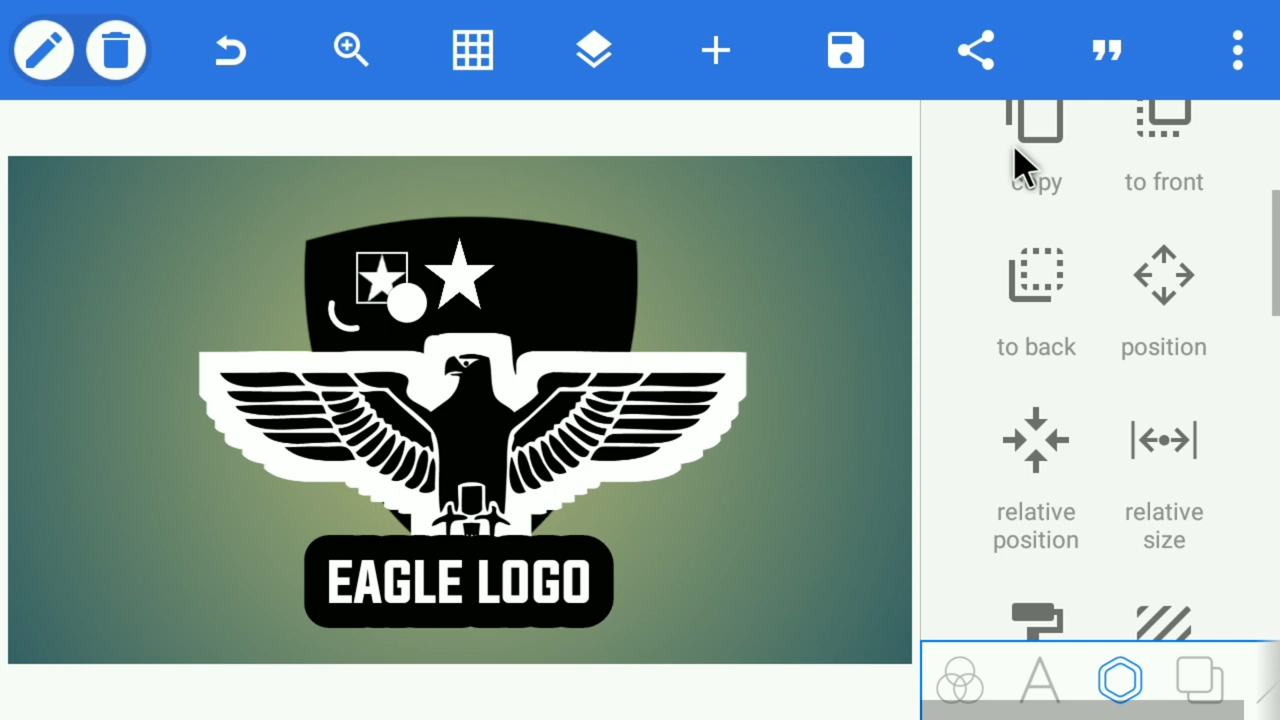 copy
to front
to back
position
relative
position
relative
size
EAGLE LOGO